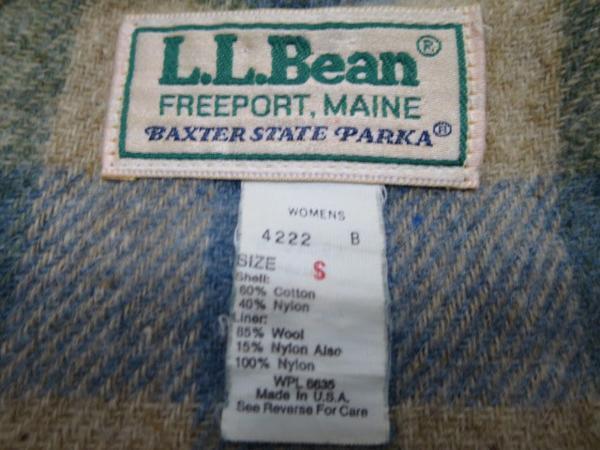 L.L.Bean®
FREEPORT, MAINE
BAXTER STATE PARKA®
WOMENS
4222 B
SIZE S
Shell:
60% Cotton
40% Nylon
Liner:
85% Wool
15% Nylon Also
100% Nylon
WPL 6635
Made In U.S.A.
See Reverse For Care